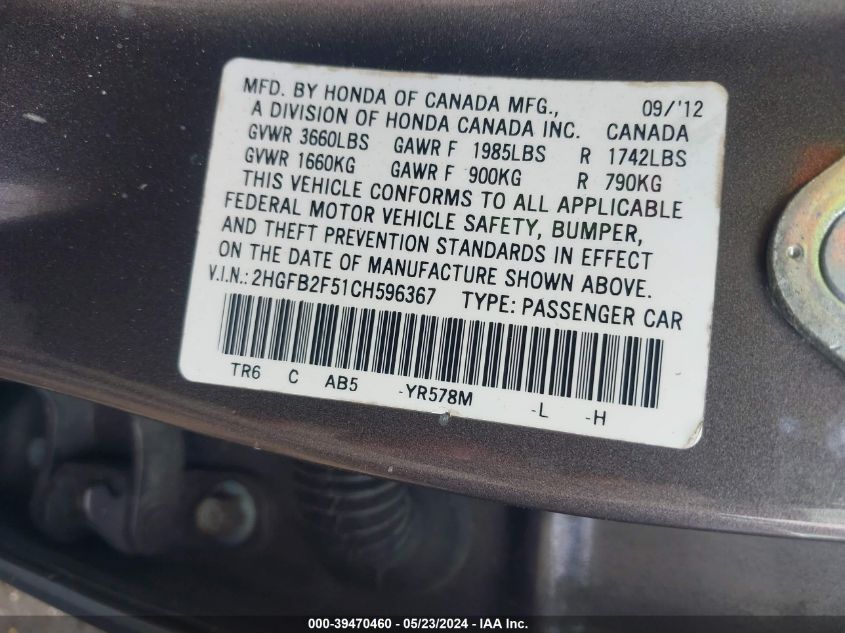 MFD. BY HONDA OF CANADA MFG., 09/'12
A DIVISION OF HONDA CANADA INC. CANADA
GVWR 3660LBS GAWR F 1985LBS R 1742LBS
GVWR 1660KG GAWR F 900KG R 790KG
THIS VEHICLE CONFORMS TO ALL APPLICABLE
FEDERAL MOTOR VEHICLE SAFETY, BUMPER,
AND THEFT PREVENTION STANDARDS IN EFFECT
ON THE DATE OF MANUFACTURE SHOWN ABOVE.
V.I.N.: 2HGFB2F51CH596367 TYPE: PASSENGER CAR
TR6 C AB5 -YR578M -L -H
000-39470460 - 05/23/2024 - IAA Inc.